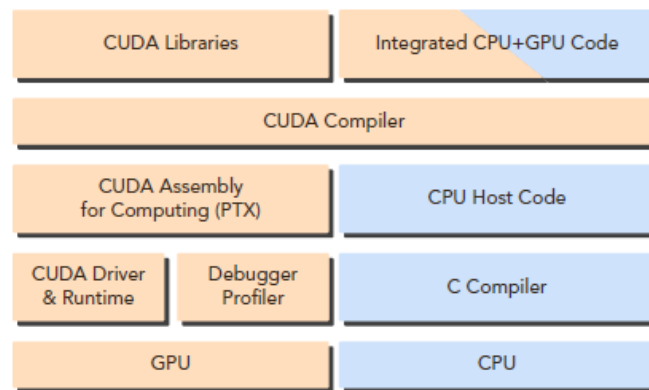 CUDA Libraries
Integrated CPU+GPU Code
CUDA Compiler
CUDA Assembly
for Computing (PTX)
CPU Host Code
CUDA Driver
& Runtime
Debugger
Profiler
C Compiler
GPU
CPU